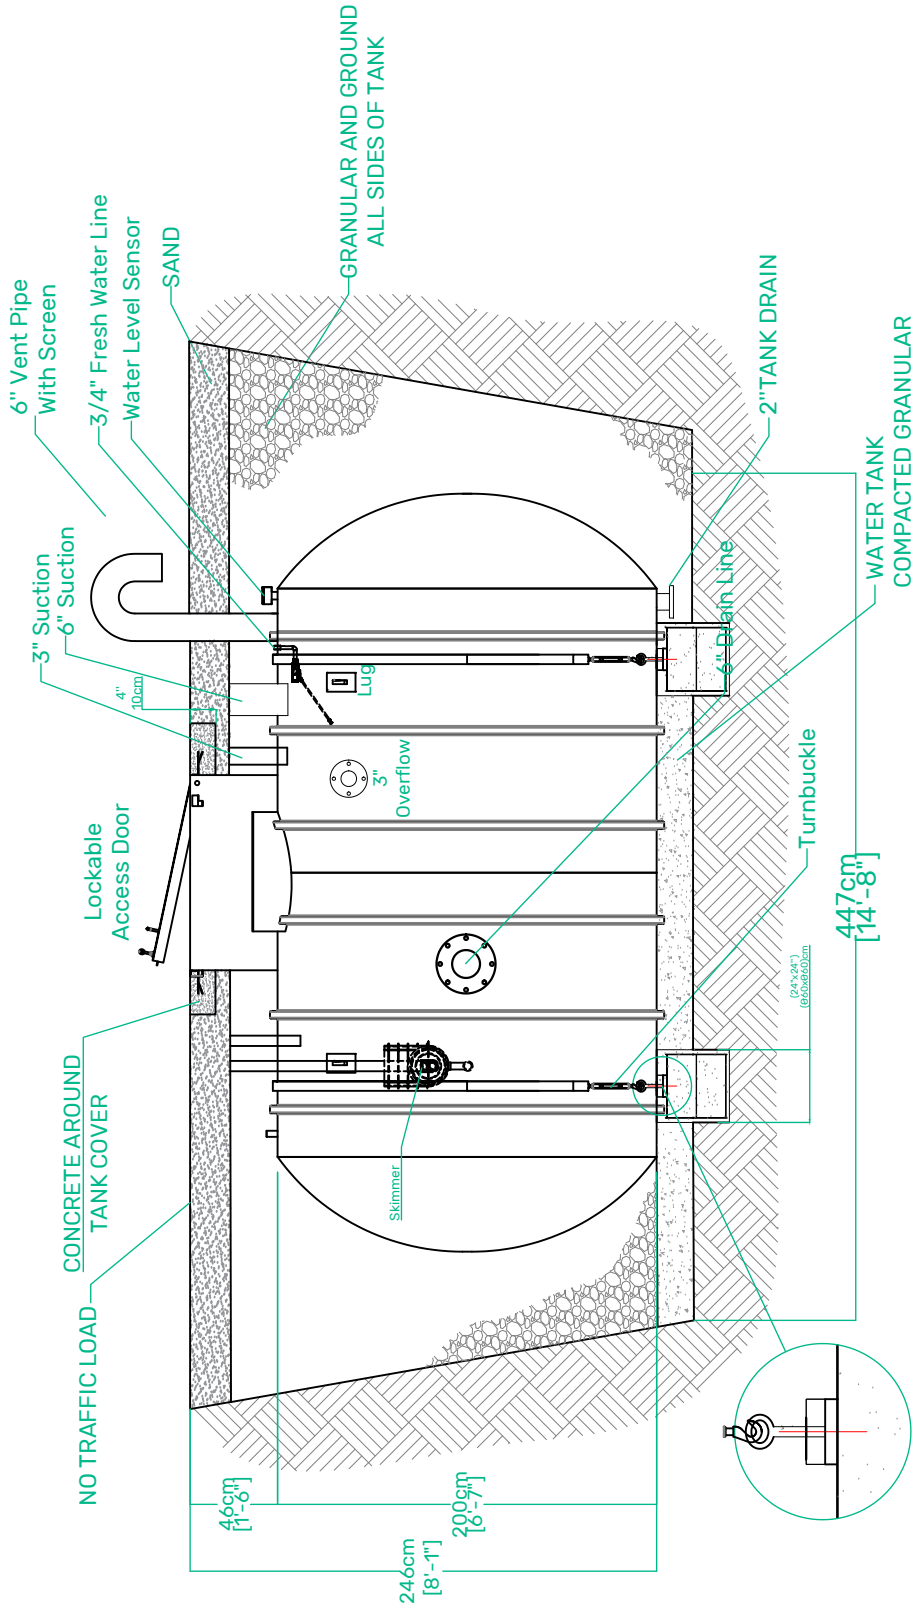 6" Vent Pipe
With Screen
3/4" Fresh Water Line
Water Level Sensor
SAND
GRANULAR AND GROUND
ALL SIDES OF TANK
3" Suction
6" Suction
4"
10cm
Lockable
Access Door
CONCRETE AROUND
TANK COVER
NO TRAFFIC LOAD
Lug
3"
Overflow
Skimmer
6" Drain Line
2"TANK DRAIN
WATER TANK
COMPACTED GRANULAR
Turnbuckle
(24"x24")
(Ø60xØ60)cm
447cm
[14'-8"]
46cm
[1'-6"]
200cm
[6'-7"]
246cm
[8'-1"]